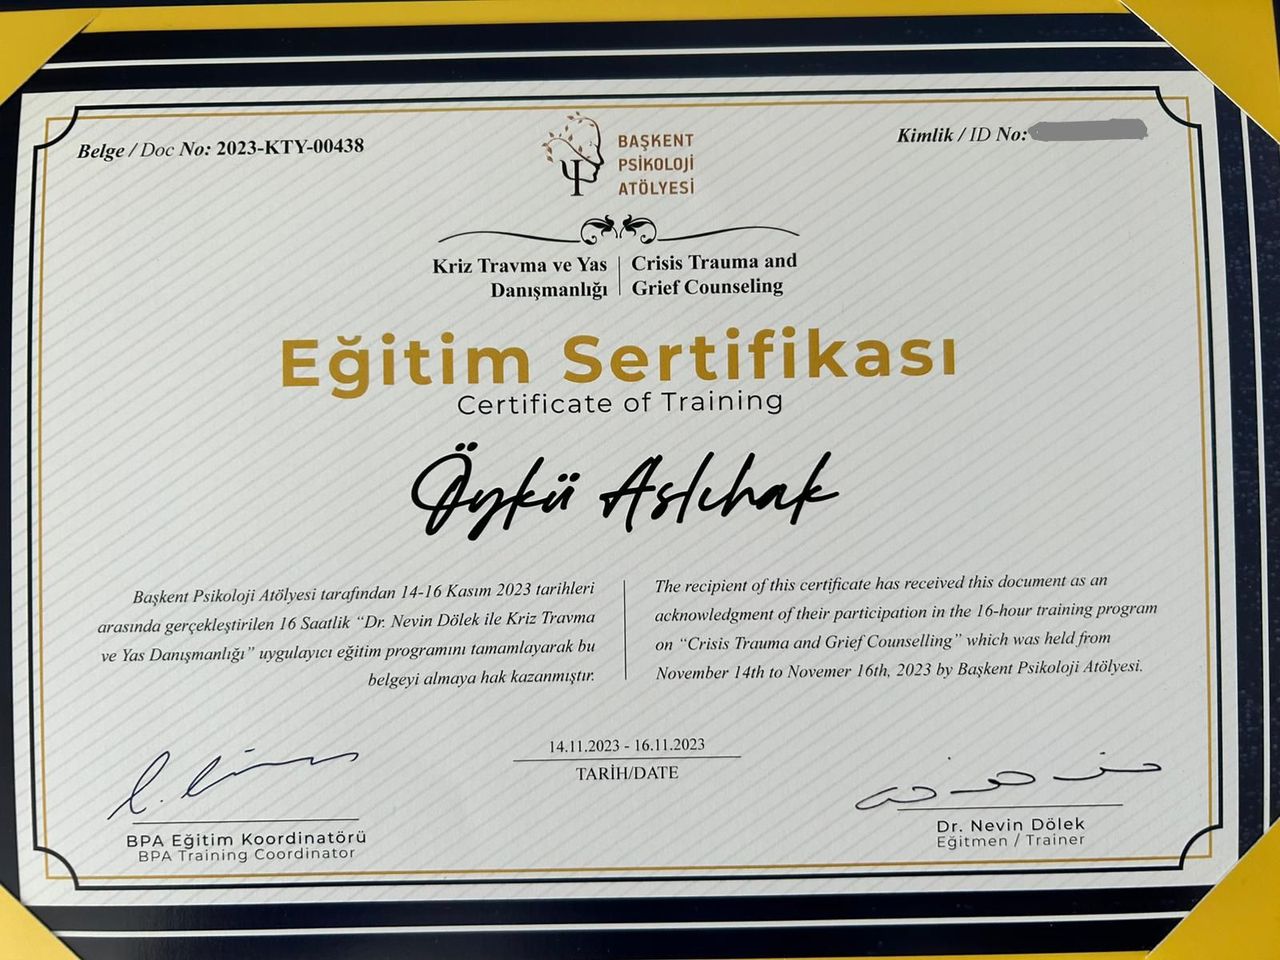 Belge / Doc No: 2023-KTY-00438
Kimlik / ID No:
BAŞKENT
PSİKOLOJİ
ATÖLYESİ
Kriz Travma ve Yas
Danışmanlığı
Crisis Trauma and
Grief Counseling
Eğitim Sertifikası
Certificate of Training
Öykü Aslıhak
Başkent Psikoloji Atölyesi tarafından 14-16 Kasım 2023 tarihleri
arasında gerçekleştirilen 16 Saatlik “Dr. Nevin Dölek ile Kriz Travma
ve Yas Danışmanlığı” uygulayıcı eğitim programını tamamlayarak bu
belgeyi almaya hak kazanmıştır.
The recipient of this certificate has received this document as an
acknowledgment of their participation in the 16-hour training program
on “Crisis Trauma and Grief Counselling” which was held from
November 14th to Novemer 16th, 2023 by Başkent Psikoloji Atölyesi.
14.11.2023 - 16.11.2023
TARİH/DATE
BPA Eğitim Koordinatörü
BPA Training Coordinator
Dr. Nevin Dölek
Eğitmen / Trainer